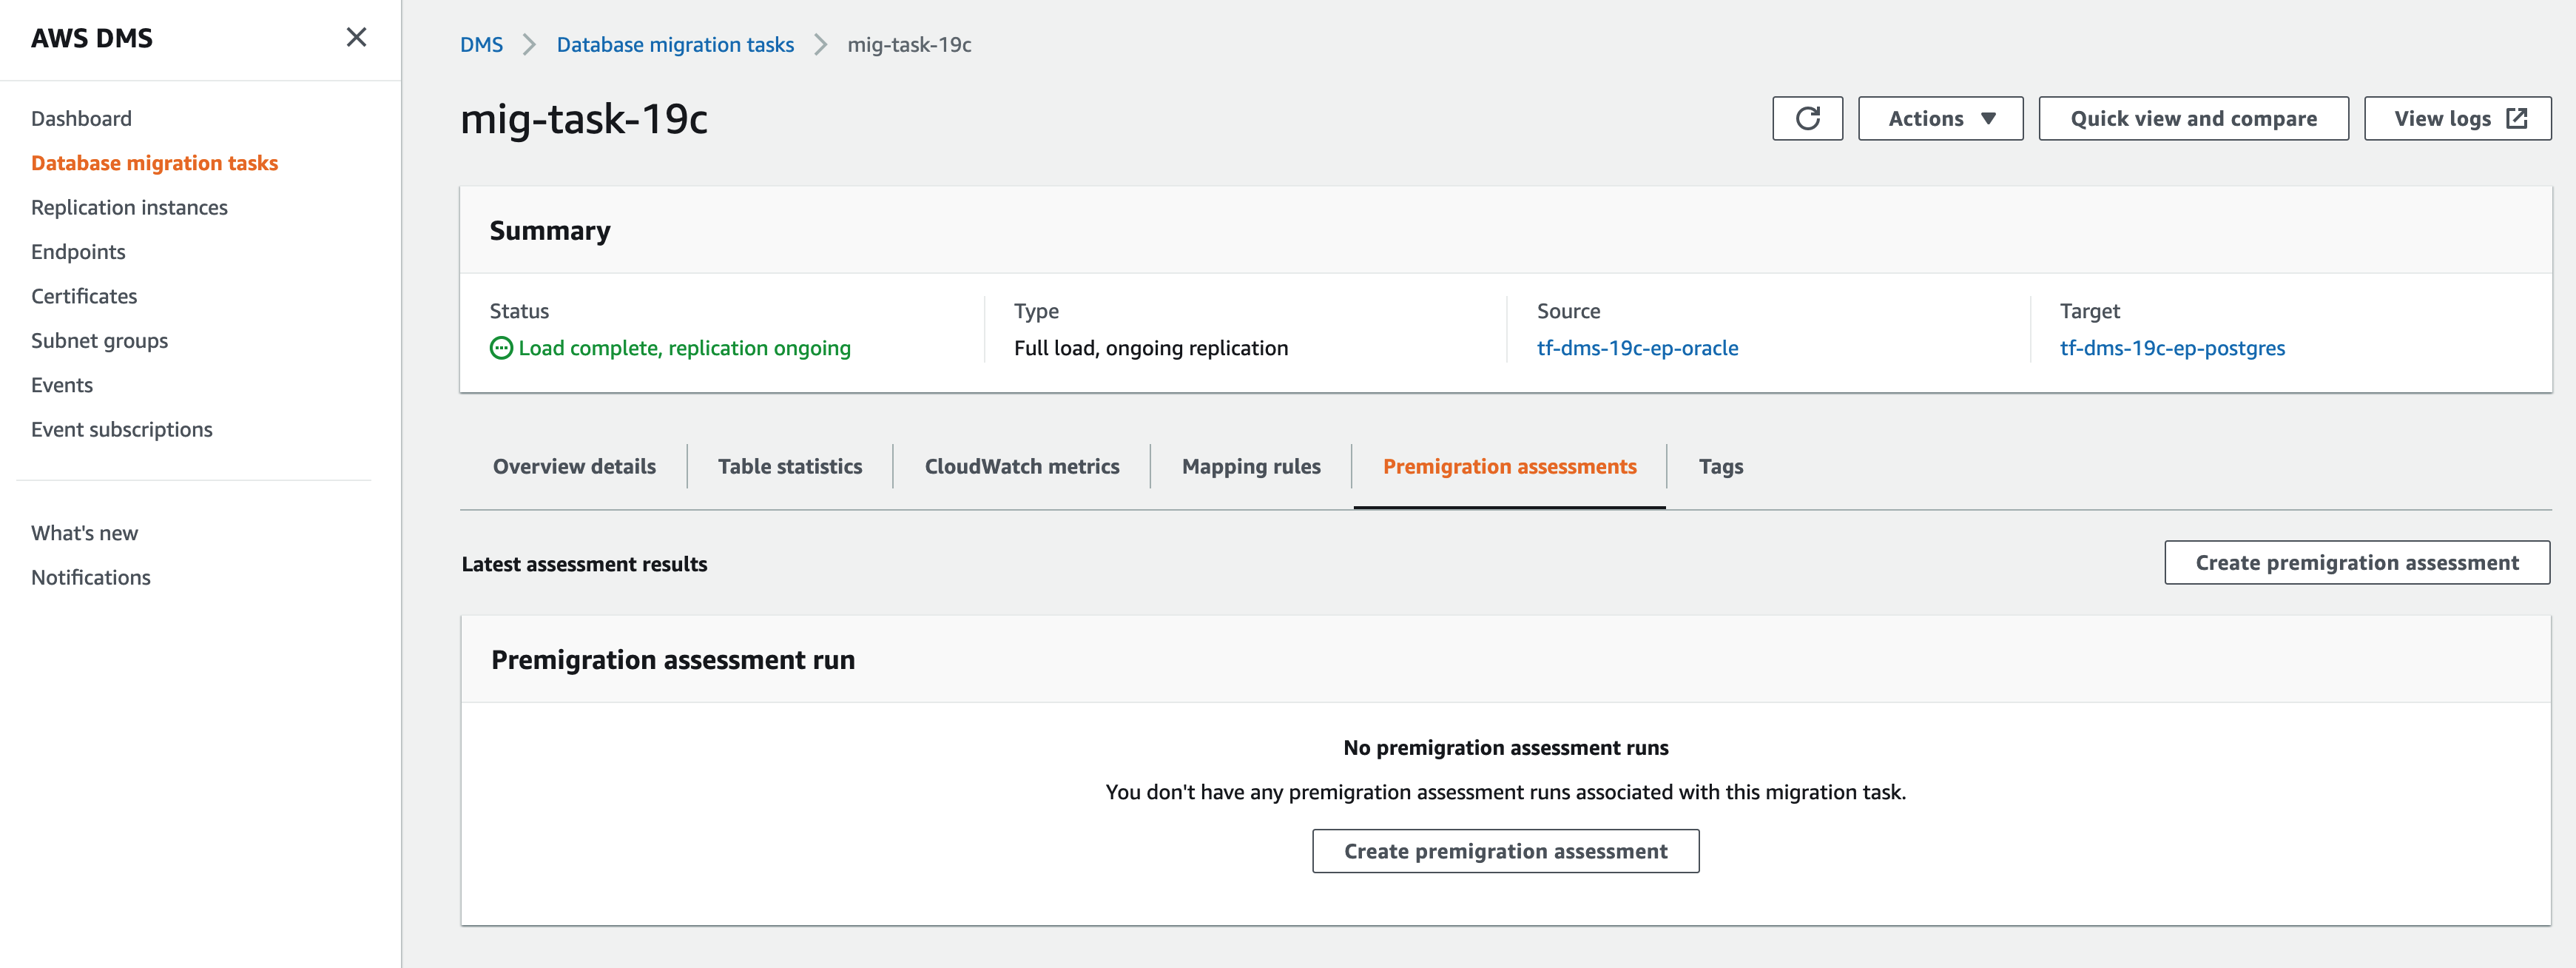 AWS DMS
Dashboard
Database migration tasks
Replication instances
Endpoints
Certificates
Subnet groups
Events
Event subscriptions
What's new
Notifications
DMS Database migration tasks mig-task-19c
mig-task-19c
Actions Quick view and compare View logs
Summary
Status Type Source Target
Load complete, replication ongoing Full load, ongoing replication tf-dms-19c-ep-oracle tf-dms-19c-ep-postgres
Overview details Table statistics CloudWatch metrics Mapping rules Premigration assessments Tags
Latest assessment results Create premigration assessment
Premigration assessment run
No premigration assessment runs
You don't have any premigration assessment runs associated with this migration task.
Create premigration assessment